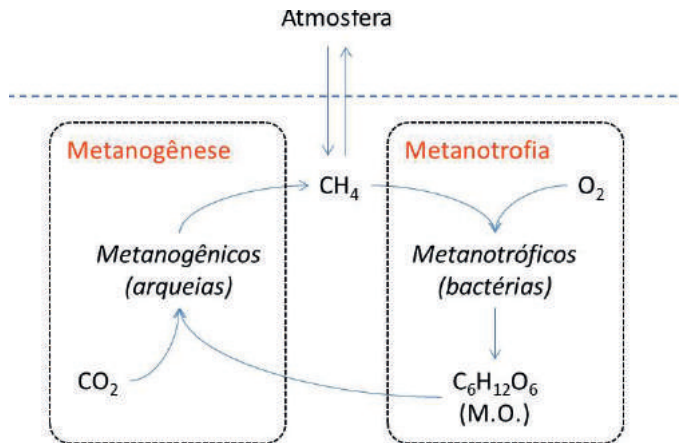 Atmosfera
Metanogênese
Metanotrofia
CH₄
O₂
Metanogênicos
(arqueias)
Metanotróficos
(bactérias)
CO₂
C₆H₁₂O₆
(M.O.)